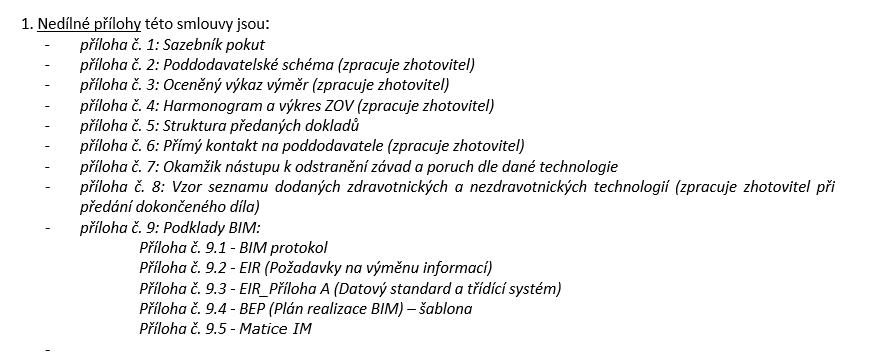 1. Nedílné přílohy této smlouvy jsou:
- příloha č. 1: Sazebník pokut
- příloha č. 2: Poddodavatelské schéma (zpracuje zhotovitel)
- příloha č. 3: Oceněný výkaz výměr (zpracuje zhotovitel)
- příloha č. 4: Harmonogram a výkres ZOV (zpracuje zhotovitel)
- příloha č. 5: Struktura předaných dokladů
- příloha č. 6: Přímý kontakt na poddodavatele (zpracuje zhotovitel)
- příloha č. 7: Okamžik nástupu k odstranění závad a poruch dle dané technologie
- příloha č. 8: Vzor seznamu dodaných zdravotnických a nezdravotnických technologií (zpracuje zhotovitel při
předání dokončeného díla)
- příloha č. 9: Podklady BIM:
Příloha č. 9.1 - BIM protokol
Příloha č. 9.2 - EIR (Požadavky na výměnu informací)
Příloha č. 9.3 - EIR_Příloha A (Datový standard a třídící systém)
Příloha č. 9.4 - BEP (Plán realizace BIM) – šablona
Příloha č. 9.5 - Matice IM
-